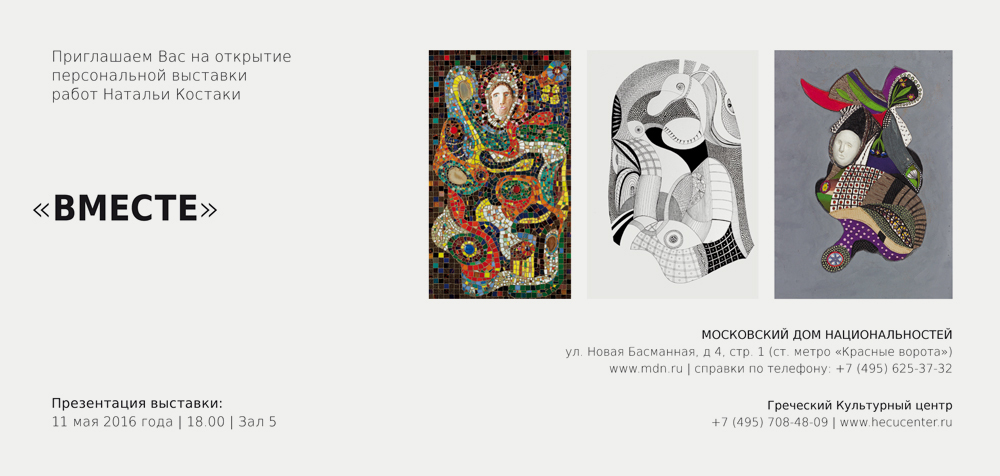 Приглашаем Вас на открытие
персональной выставки
работ Натальи Костаки
«ВМЕСТЕ»
МОСКОВСКИЙ ДОМ НАЦИОНАЛЬНОСТЕЙ
ул. Новая Басманная, д 4, стр. 1 (ст. метро «Красные ворота»)
www.mdn.ru | справки по телефону: +7 (495) 625-37-32
Презентация выставки:
11 мая 2016 года | 18.00 | Зал 5
Греческий Культурный центр
+7 (495) 708-48-09 | www.hecucenter.ru